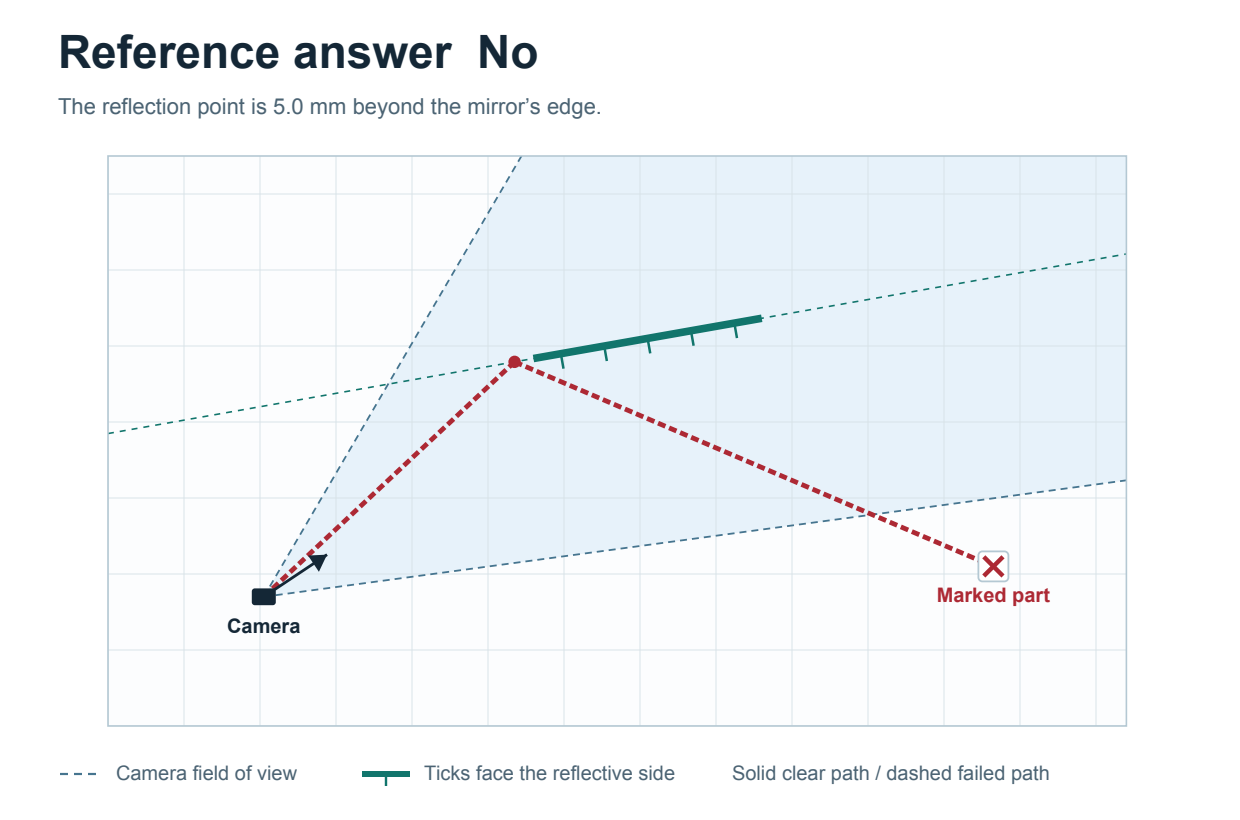 Reference answer  No
The reflection point is 5.0 mm beyond the mirror’s edge.
Camera
Marked part
Camera field of view
Ticks face the reflective side
Solid clear path / dashed failed path